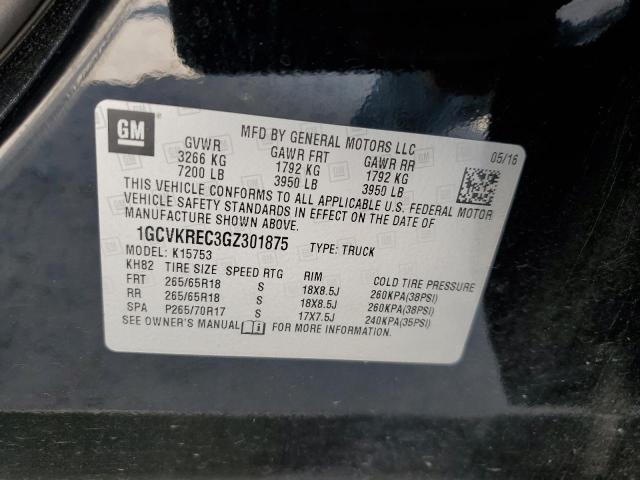 GM
MFD BY GENERAL MOTORS LLC
05/16
GVWR GAWR FRT GAWR RR
3266 KG 1792 KG 1792 KG
7200 LB 3950 LB 3950 LB
THIS VEHICLE CONFORMS TO ALL APPLICABLE U.S. FEDERAL MOTOR
VEHICLE SAFETY STANDARDS IN EFFECT ON THE DATE OF
MANUFACTURE SHOWN ABOVE.
1GCVKREC3GZ301875 TYPE: TRUCK
MODEL: K15753
KH82 TIRE SIZE SPEED RTG RIM COLD TIRE PRESSURE
FRT 265/65R18 S 18X8.5J 260KPA(38PSI)
RR 265/65R18 S 18X8.5J 260KPA(38PSI)
SPA P265/70R17 S 17X7.5J 240KPA(35PSI)
SEE OWNER'S MANUAL FOR MORE INFORMATION.